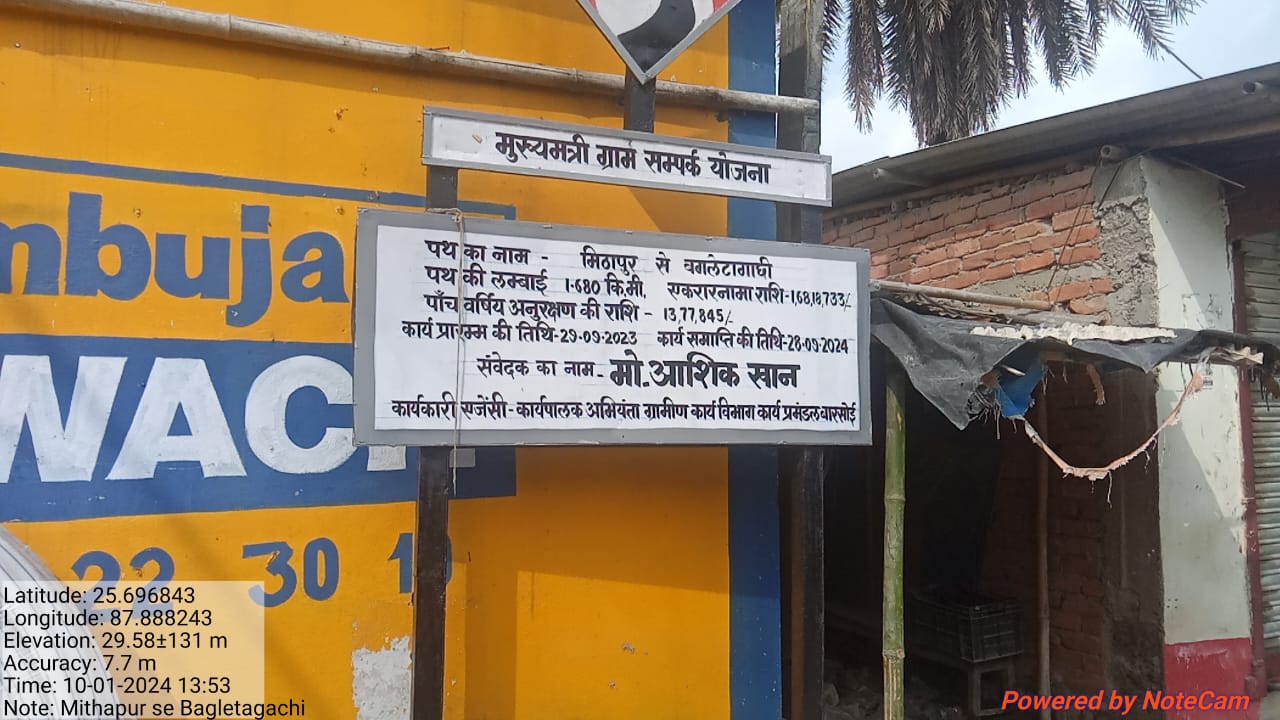 मुख्यमत्री ग्राम सम्पर्क योजना
पथ का नाम - मिठापुर से बगलेटागाछी
पथ की लम्बाई 1.680 कि.मी. एकरारनामा राशि-1,68,18,733/-
पाँच वर्षिय अनुरक्षण की राशि - 13,77,845/-
कार्य प्रारम्भ की तिथि-29-09-2023 कार्य समाप्ति की तिथि-28-09-2024
संवेदक का नाम- मो.आशिक खान
कार्यकारी एजेंसी-कार्यपालक अभियंता ग्रामीण कार्य विभाग कार्य प्रमंडल बारसोई
mbuja
WAC
22 30
Latitude: 25.696843
Longitude: 87.888243
Elevation: 29.58±131 m
Accuracy: 7.7 m
Time: 10-01-2024 13:53
Note: Mithapur se Bagletagachi
Powered by NoteCam